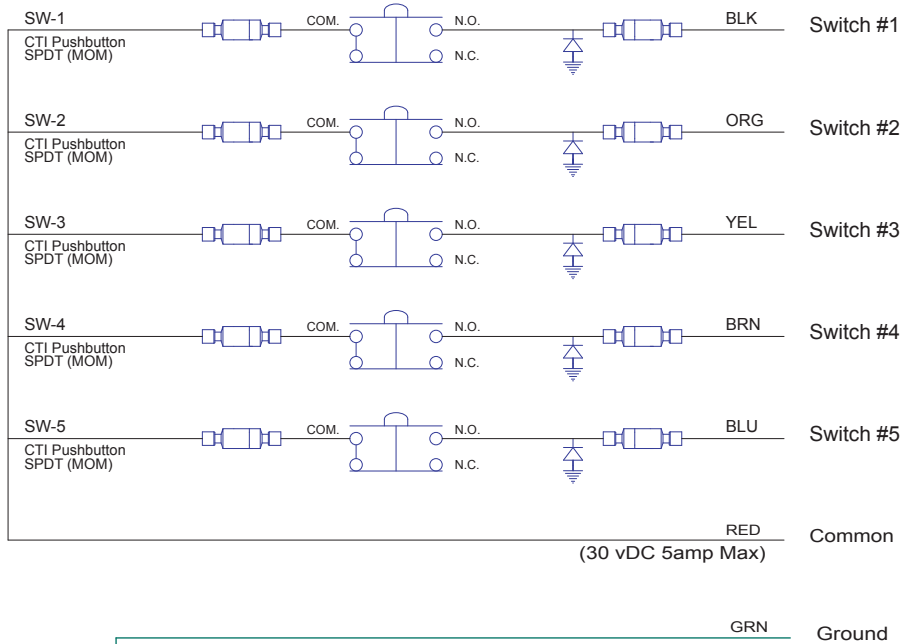 SW-1 COM. N.O. BLK Switch #1
CTI Pushbutton
SPDT (MOM) N.C.
SW-2 COM. N.O. ORG Switch #2
CTI Pushbutton
SPDT (MOM) N.C.
SW-3 COM. N.O. YEL Switch #3
CTI Pushbutton
SPDT (MOM) N.C.
SW-4 COM. N.O. BRN Switch #4
CTI Pushbutton
SPDT (MOM) N.C.
SW-5 COM. N.O. BLU Switch #5
CTI Pushbutton
SPDT (MOM) N.C.
RED Common
(30 vDC 5amp Max)
GRN Ground